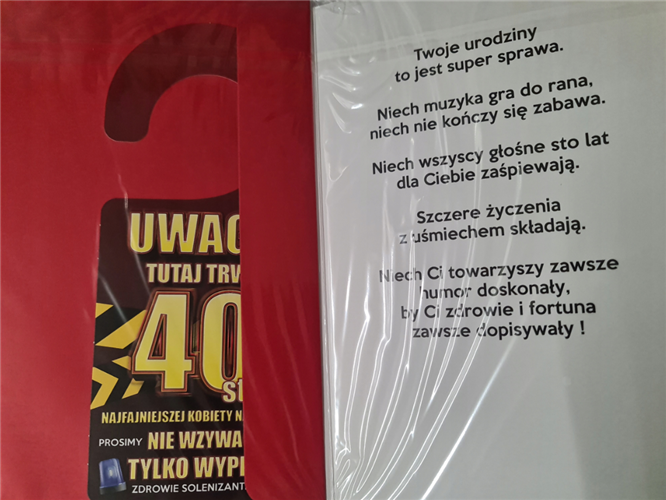 UWAG
TUTAJ TRW
40
st
NAJFAJNIEJSZEJ KOBIETY N
PROSIMY NIE WZYWA
TYLKO WYPI
ZDROWIE SOLENIZANT
Twoje urodziny
to jest super sprawa.
Niech muzyka gra do rana,
niech nie kończy się zabawa.
Niech wszyscy głośne sto lat
dla Ciebie zaśpiewają.
Szczere życzenia
z uśmiechem składają.
Niech Ci towarzyszy zawsze
humor doskonały,
by Ci zdrowie i fortuna
zawsze dopisywały !